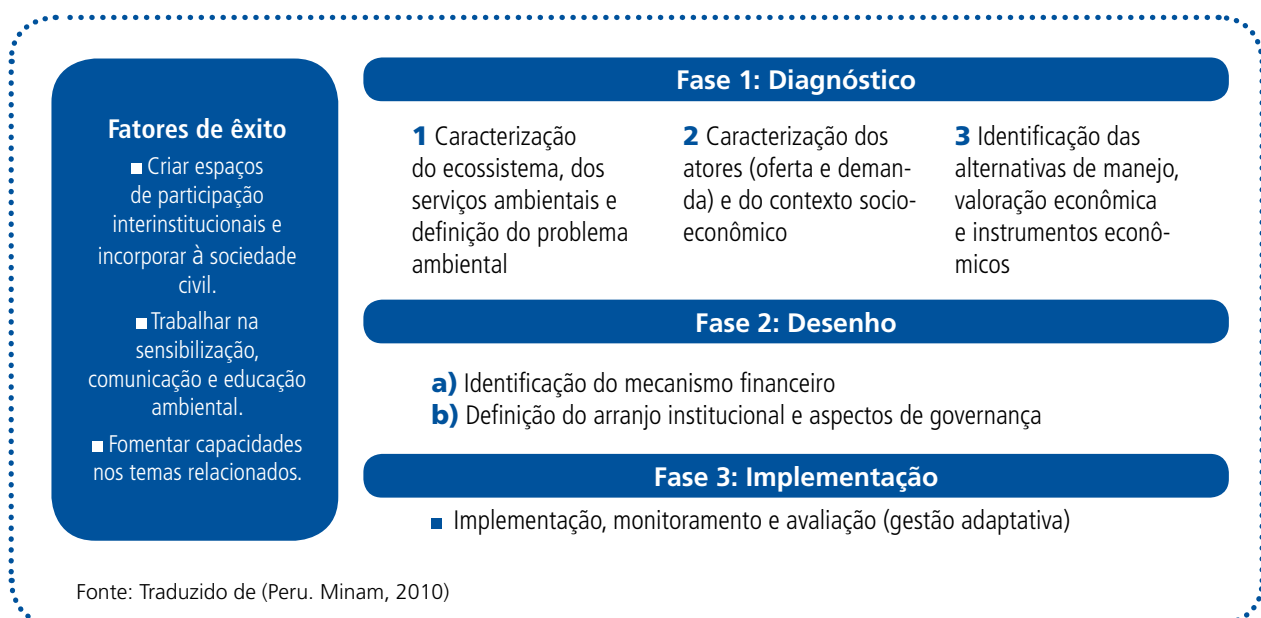 Fatores de êxito
■ Criar espaços
de participação
interinstitucionais e
incorporar à sociedade
civil.
■ Trabalhar na
sensibilização,
comunicação e educação
ambiental.
■ Fomentar capacidades
nos temas relacionados.
Fase 1: Diagnóstico
1 Caracterização
do ecossistema, dos
serviços ambientais e
definição do problema
ambiental
2 Caracterização dos
atores (oferta e deman-
da) e do contexto socio-
econômico
3 Identificação das
alternativas de manejo,
valoração econômica
e instrumentos econô-
micos
Fase 2: Desenho
a) Identificação do mecanismo financeiro
b) Definição do arranjo institucional e aspectos de governança
Fase 3: Implementação
■ Implementação, monitoramento e avaliação (gestão adaptativa)
Fonte: Traduzido de (Peru. Minam, 2010)